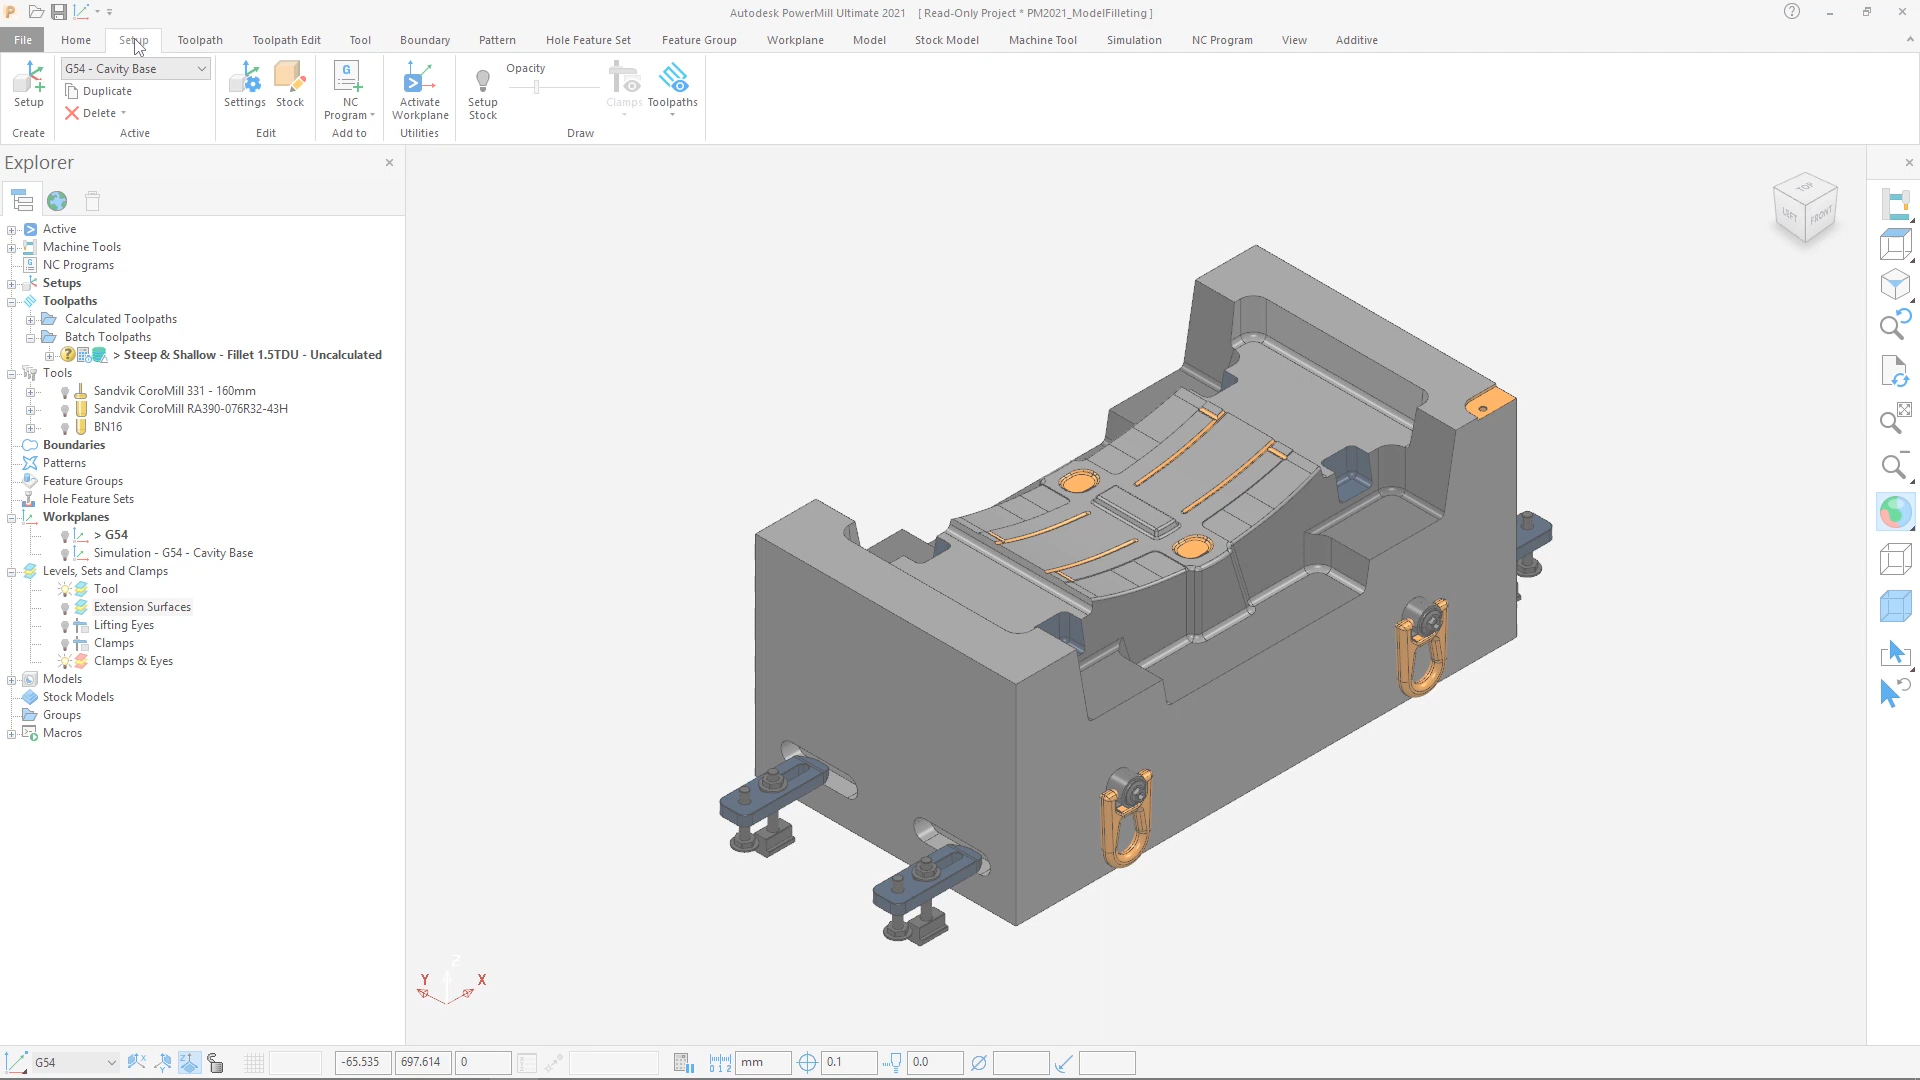 Autodesk PowerMill Ultimate 2021 [ Read-Only Project * PM2021_ModelFilleting ]
File Home Setup Toolpath Toolpath Edit Tool Boundary Pattern Hole Feature Set Feature Group Workplane Model Stock Model Machine Tool Simulation NC Program View Additive
G54 - Cavity Base
Duplicate
Delete
Setup
Settings
Stock
NC
Program
Activate
Workplane
Setup
Stock
Opacity
Clamps
Toolpaths
Create Active Edit Add to Utilities Draw
Explorer
Active
Machine Tools
NC Programs
Setups
Toolpaths
Calculated Toolpaths
Batch Toolpaths
> Steep & Shallow - Fillet 1.5TDU - Uncalculated
Tools
Sandvik CoroMill 331 - 160mm
Sandvik CoroMill RA390-076R32-43H
BN16
Boundaries
Patterns
Feature Groups
Hole Feature Sets
Workplanes
> G54
Simulation - G54 - Cavity Base
Levels, Sets and Clamps
Tool
Extension Surfaces
Lifting Eyes
Clamps
Clamps & Eyes
Models
Stock Models
Groups
Macros
TOP
LEFT
FRONT
Z
Y
X
G54 -65.535 697.614 0 mm 0.1 0.0